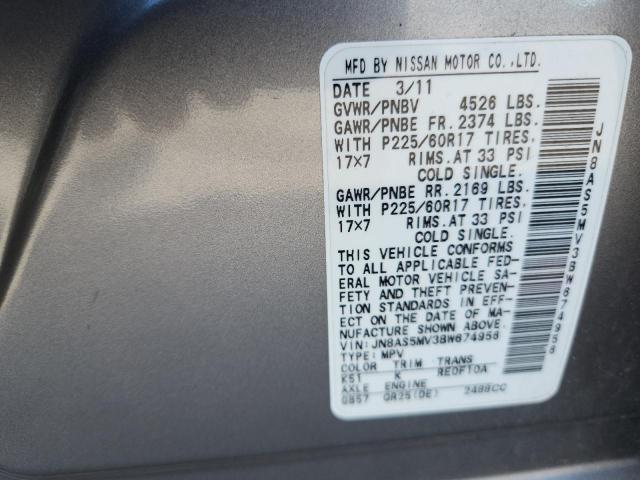 MFD BY NISSAN MOTOR CO.,LTD.
DATE 3/11
GVWR/PNBV 4526 LBS.
GAWR/PNBE FR. 2374 LBS.
WITH P225/60R17 TIRES.
17×7 RIMS. AT 33 PSI
COLD SINGLE.
GAWR/PNBE RR. 2169 LBS.
WITH P225/60R17 TIRES.
17×7 RIMS. AT 33 PSI
COLD SINGLE.
THIS VEHICLE CONFORMS
TO ALL APPLICABLE FED-
ERAL MOTOR VEHICLE SA-
FETY AND THEFT PREVEN-
TION STANDARDS IN EFF-
ECT ON THE DATE OF MA-
NUFACTURE SHOWN ABOVE.
VIN: JN8AS5MV3BW674958
TYPE: MPV
COLOR TRIM TRANS
K51 K RE0F10A
AXLE ENGINE
GB57 QR25(DE) 2488CC
JN8AS5MV3BW674958